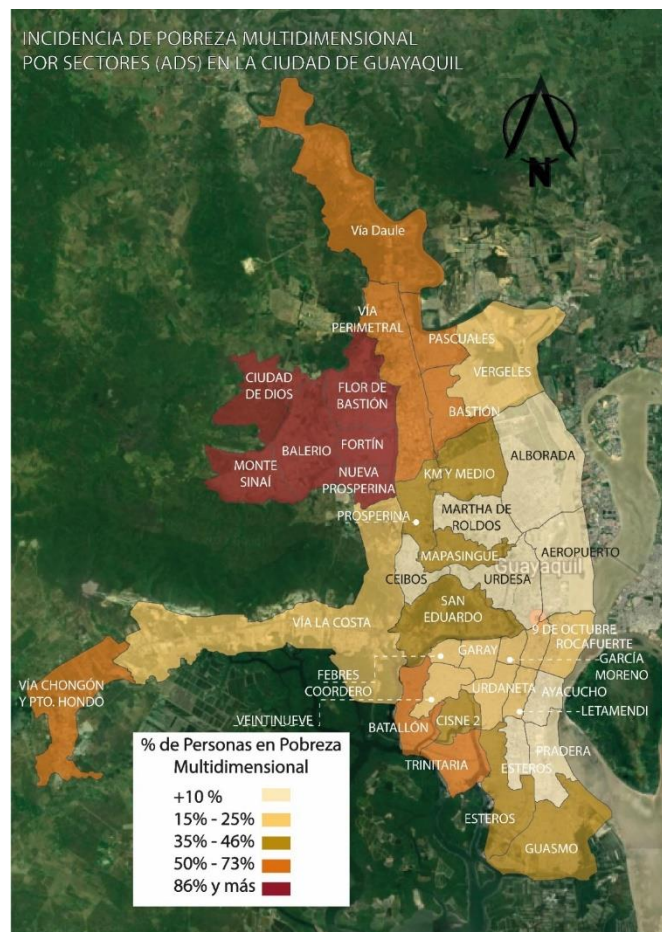 INCIDENCIA DE POBREZA MULTIDIMENSIONAL
POR SECTORES (ADS) EN LA CIUDAD DE GUAYAQUIL
N
Vía Daule
VÍA
PERIMETRAL
PASCUALES
VERGELES
CIUDAD
DE DIOS
FLOR DE
BASTIÓN
BASTIÓN
BALERIO
FORTÍN
ALBORADA
MONTE
SINAÍ
NUEVA
PROSPERINA
KM Y MEDIO
PROSPERINA
MARTHA DE
ROLDOS
MAPASINGUE
AEROPUERTO
Guayaquil
CEIBOS
URDESA
SAN
EDUARDO
VÍA LA COSTA
9 DE OCTUBRE
ROCAFUERTE
GARAY
GARCÍA
MORENO
VÍA CHONGÓN
Y PTO. HONDO
FEBRES
COORDERO
URDANETA
AYACUCHO
LETAMENDI
VEINTINUEVE
BATALLÓN
CISNE 2
PRADERA
TRINITARIA
ESTEROS
ESTEROS
GUASMO
% de Personas en Pobreza
Multidimensional
+10 %
15% - 25%
35% - 46%
50% - 73%
86% y más